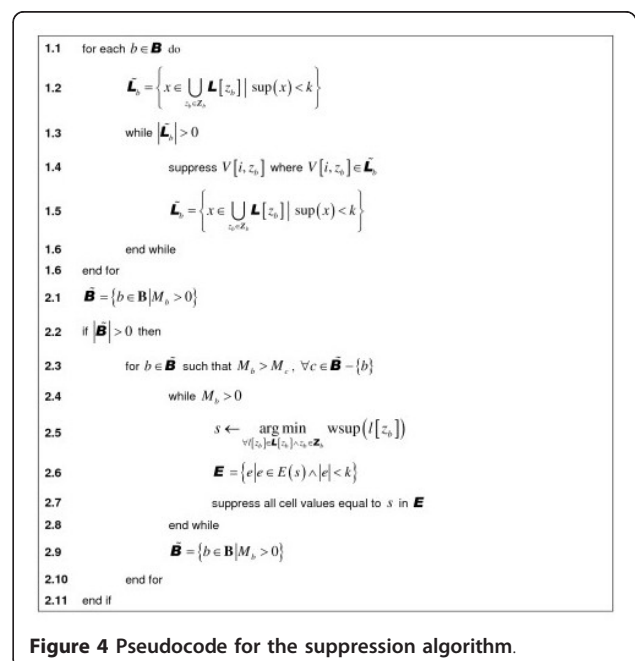 1.1 for each b ∈ B do
1.2 L̃_b = {x ∈ ⋃_{z_b∈Z_b} L[z_b] | sup(x) < k}
1.3 while |L̃_b| > 0
1.4 suppress V[i, z_b] where V[i, z_b] ∈ L̃_b
1.5 L̃_b = {x ∈ ⋃_{z_b∈Z_b} L[z_b] | sup(x) < k}
1.6 end while
1.6 end for
2.1 B̃ = {b ∈ B | M_b > 0}
2.2 if |B̃| > 0 then
2.3 for b ∈ B̃ such that M_b > M_c , ∀c ∈ B̃ − {b}
2.4 while M_b > 0
2.5 s ← arg min_{∀l[z_b]∈L[z_b]∧z_b∈Z_b} wsup(l[z_b])
2.6 E = {e|e ∈ E(s) ∧ |e| < k}
2.7 suppress all cell values equal to s in E
2.8 end while
2.9 B̃ = {b ∈ B | M_b > 0}
2.10 end for
2.11 end if
Figure 4 Pseudocode for the suppression algorithm.